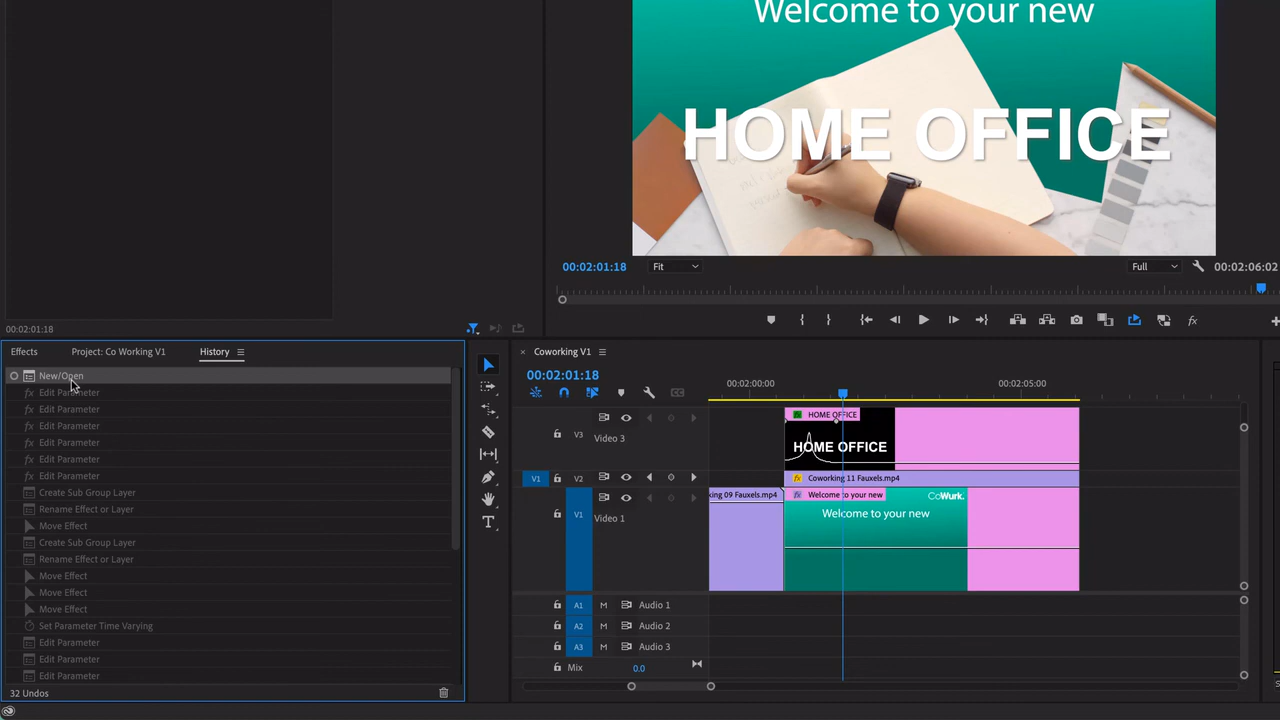 Welcome to your new
HOME OFFICE
00:02:01:18
Fit
Full
00:02:06:02
00:02:01:18
Effects
Project: Co Working V1
History
New/Open
Edit Parameter
Edit Parameter
Edit Parameter
Edit Parameter
Edit Parameter
Edit Parameter
Create Sub Group Layer
Rename Effect or Layer
Move Effect
Create Sub Group Layer
Rename Effect or Layer
Move Effect
Move Effect
Move Effect
Set Parameter Time Varying
Edit Parameter
Edit Parameter
Edit Parameter
32 Undos
× Coworking V1
00:02:01:18
00:02:00:00
00:02:05:00
V3
Video 3
HOME OFFICE
HOME OFFICE
V1
V2
fx Coworking 11 Fauxels.mp4
V1
Video 1
king 09 Fauxels.mp4
fx Welcome to your new
CoWurk.
Welcome to your new
A1 M Audio 1
A2 M Audio 2
A3 M Audio 3
Mix 0.0